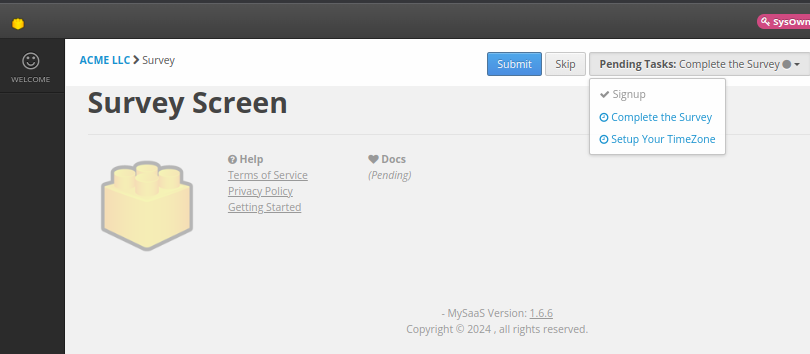 SysOwn
WELCOME
ACME LLC > Survey
Submit
Skip
Pending Tasks: Complete the Survey
Signup
Complete the Survey
Setup Your TimeZone
Survey Screen
Help
Terms of Service
Privacy Policy
Getting Started
Docs
(Pending)
- MySaaS Version: 1.6.6
Copyright © 2024 , all rights reserved.